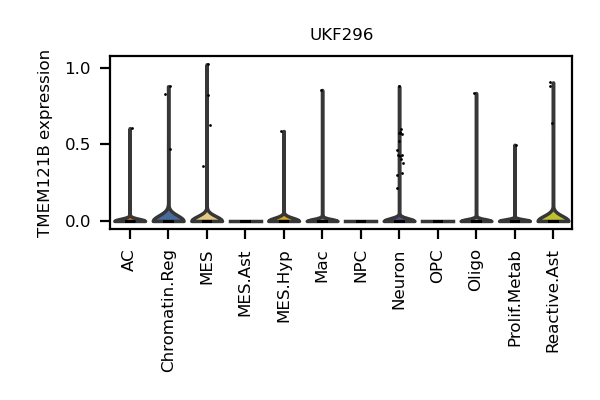 UKF296
TMEM121B expression
1.0
0.5
0.0
AC
Chromatin.Reg
MES
MES.Ast
MES.Hyp
Mac
NPC
Neuron
OPC
Oligo
Prolif.Metab
Reactive.Ast